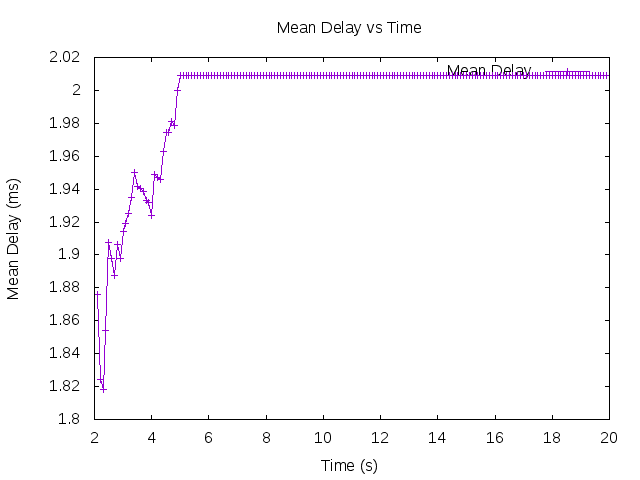 Mean Delay vs Time
2.02
2
1.98
1.96
1.94
1.92
1.9
1.88
1.86
1.84
1.82
1.8
Mean Delay
Mean Delay (ms)
2 4 6 8 10 12 14 16 18 20
Time (s)